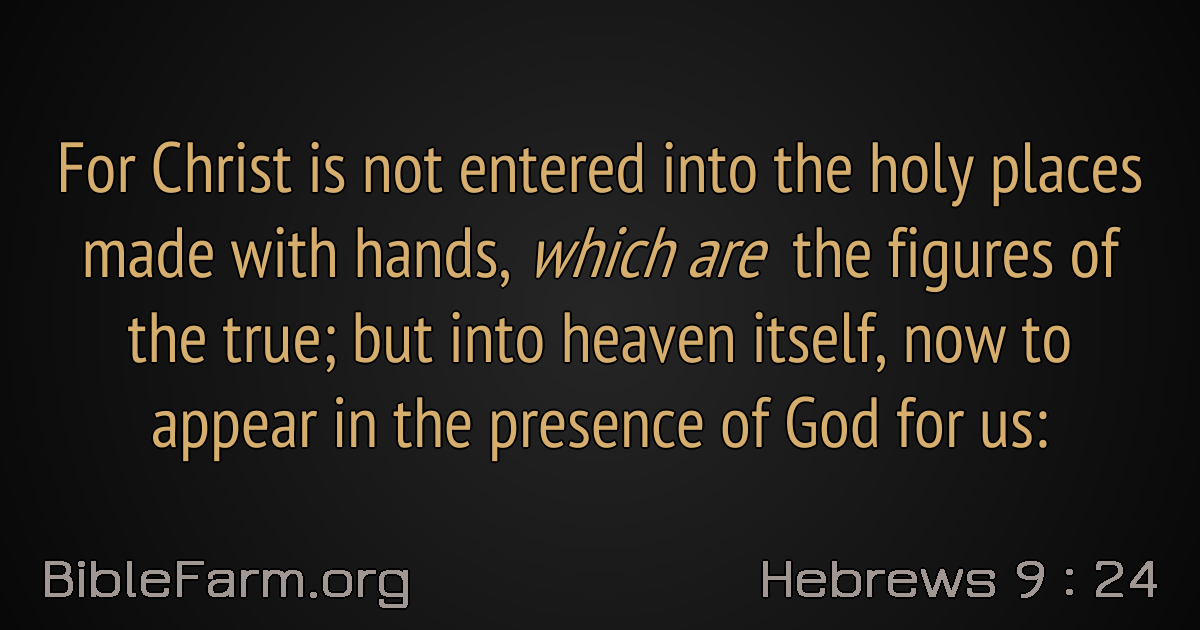 For Christ is not entered into the holy places
made with hands, which are the figures of
the true; but into heaven itself, now to
appear in the presence of God for us:
BibleFarm.org
Hebrews 9 : 24